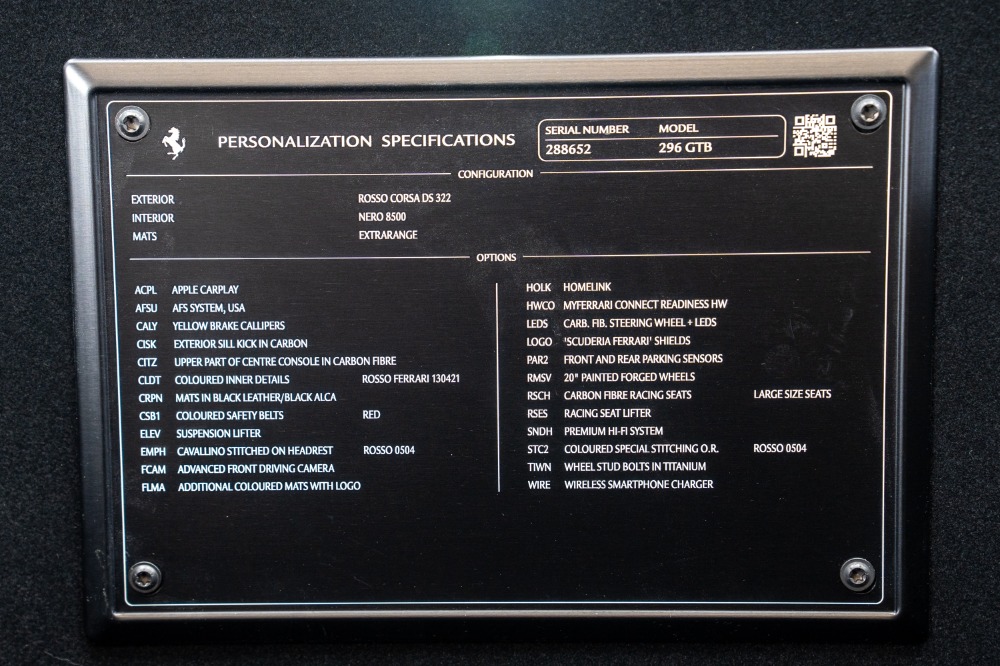 PERSONALIZATION SPECIFICATIONS
SERIAL NUMBER MODEL
288652 296 GTB
CONFIGURATION
EXTERIOR ROSSO CORSA DS 322
INTERIOR NERO 8500
MATS EXTRARANGE
OPTIONS
ACPL APPLE CARPLAY
AFSU AFS SYSTEM, USA
CALY YELLOW BRAKE CALLIPERS
CISK EXTERIOR SILL KICK IN CARBON
CITZ UPPER PART OF CENTRE CONSOLE IN CARBON FIBRE
CLDT COLOURED INNER DETAILS ROSSO FERRARI 130421
CRPN MATS IN BLACK LEATHER/BLACK ALCA
CSB1 COLOURED SAFETY BELTS RED
ELEV SUSPENSION LIFTER
EMPH CAVALLINO STITCHED ON HEADREST ROSSO 0504
FCAM ADVANCED FRONT DRIVING CAMERA
FLMA ADDITIONAL COLOURED MATS WITH LOGO
HOLK HOMELINK
HWCO MYFERRARI CONNECT READINESS HW
LEDS CARB. FIB. STEERING WHEEL + LEDS
LOGO 'SCUDERIA FERRARI' SHIELDS
PAR2 FRONT AND REAR PARKING SENSORS
RMSV 20" PAINTED FORGED WHEELS
RSCH CARBON FIBRE RACING SEATS LARGE SIZE SEATS
RSES RACING SEAT LIFTER
SNDH PREMIUM HI-FI SYSTEM
STC2 COLOURED SPECIAL STITCHING O.R. ROSSO 0504
TIWN WHEEL STUD BOLTS IN TITANIUM
WIRE WIRELESS SMARTPHONE CHARGER